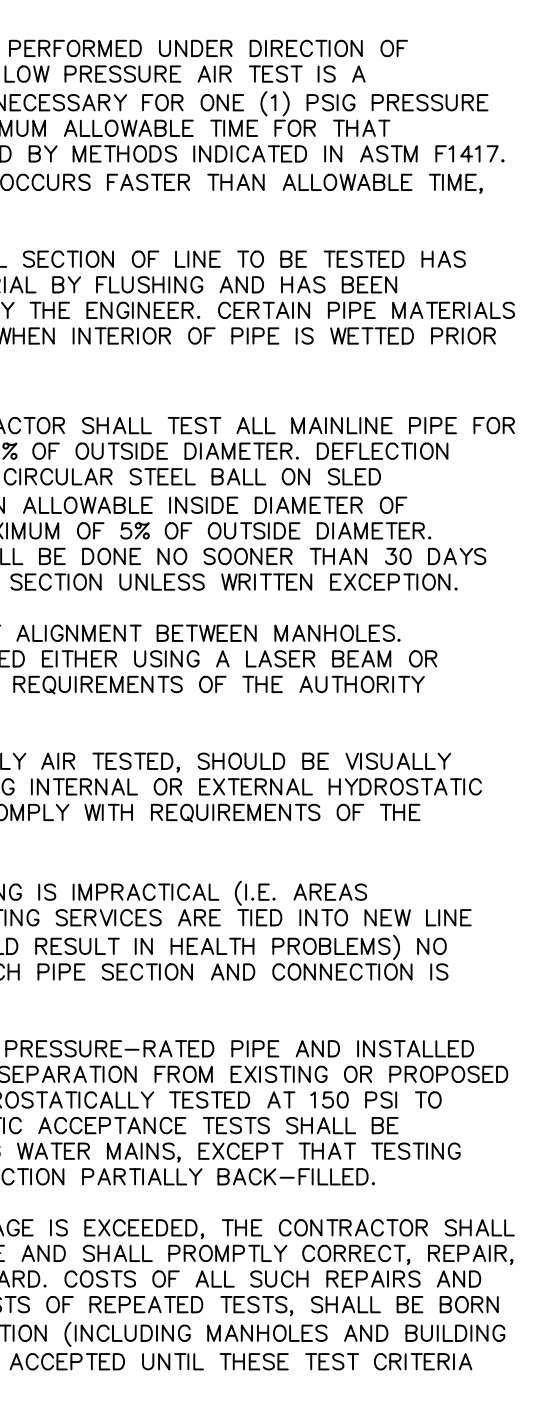 PERFORMED UNDER DIRECTION OF
LOW PRESSURE AIR TEST IS A
NECESSARY FOR ONE (1) PSIG PRESSURE
MUM ALLOWABLE TIME FOR THAT
D BY METHODS INDICATED IN ASTM F1417.
OCCURS FASTER THAN ALLOWABLE TIME,
L SECTION OF LINE TO BE TESTED HAS
RIAL BY FLUSHING AND HAS BEEN
Y THE ENGINEER. CERTAIN PIPE MATERIALS
WHEN INTERIOR OF PIPE IS WETTED PRIOR
ACTOR SHALL TEST ALL MAINLINE PIPE FOR
% OF OUTSIDE DIAMETER. DEFLECTION
CIRCULAR STEEL BALL ON SLED
N ALLOWABLE INSIDE DIAMETER OF
XIMUM OF 5% OF OUTSIDE DIAMETER.
LL BE DONE NO SOONER THAN 30 DAYS
SECTION UNLESS WRITTEN EXCEPTION.
ALIGNMENT BETWEEN MANHOLES.
ED EITHER USING A LASER BEAM OR
REQUIREMENTS OF THE AUTHORITY
LY AIR TESTED, SHOULD BE VISUALLY
G INTERNAL OR EXTERNAL HYDROSTATIC
OMPLY WITH REQUIREMENTS OF THE
NG IS IMPRACTICAL (I.E. AREAS
TING SERVICES ARE TIED INTO NEW LINE
LD RESULT IN HEALTH PROBLEMS) NO
CH PIPE SECTION AND CONNECTION IS
PRESSURE–RATED PIPE AND INSTALLED
SEPARATION FROM EXISTING OR PROPOSED
ROSTATICALLY TESTED AT 150 PSI TO
TIC ACCEPTANCE TESTS SHALL BE
S WATER MAINS, EXCEPT THAT TESTING
CTION PARTIALLY BACK–FILLED.
AGE IS EXCEEDED, THE CONTRACTOR SHALL
E AND SHALL PROMPTLY CORRECT, REPAIR,
ARD. COSTS OF ALL SUCH REPAIRS AND
STS OF REPEATED TESTS, SHALL BE BORN
TION (INCLUDING MANHOLES AND BUILDING
ACCEPTED UNTIL THESE TEST CRITERIA